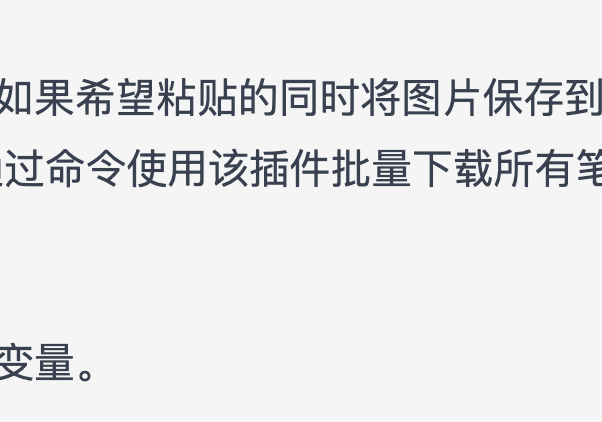 如果希望粘贴的同时将图片保存到
过命令使用该插件批量下载所有笔
变量。